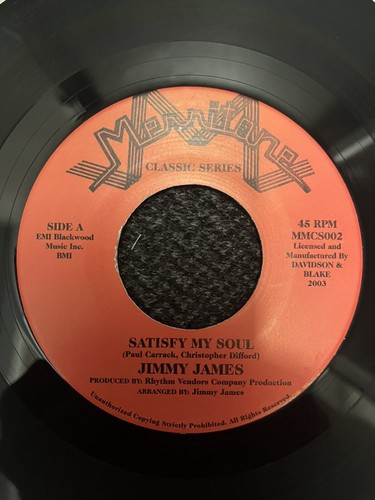 CLASSIC SERIES
SIDE A
EMI Blackwood
Music Inc.
BMI
45 RPM
MMCS002
Licensed and
Manufactured By
DAVIDSON &
BLAKE
2003
SATISFY MY SOUL
(Paul Carrack, Christopher Difford)
JIMMY JAMES
PRODUCED BY: Rhythm Vendors Company Production
ARRANGED BY: Jimmy James
Unauthorized Copying Strictly Prohibited. All Rights Reserved.